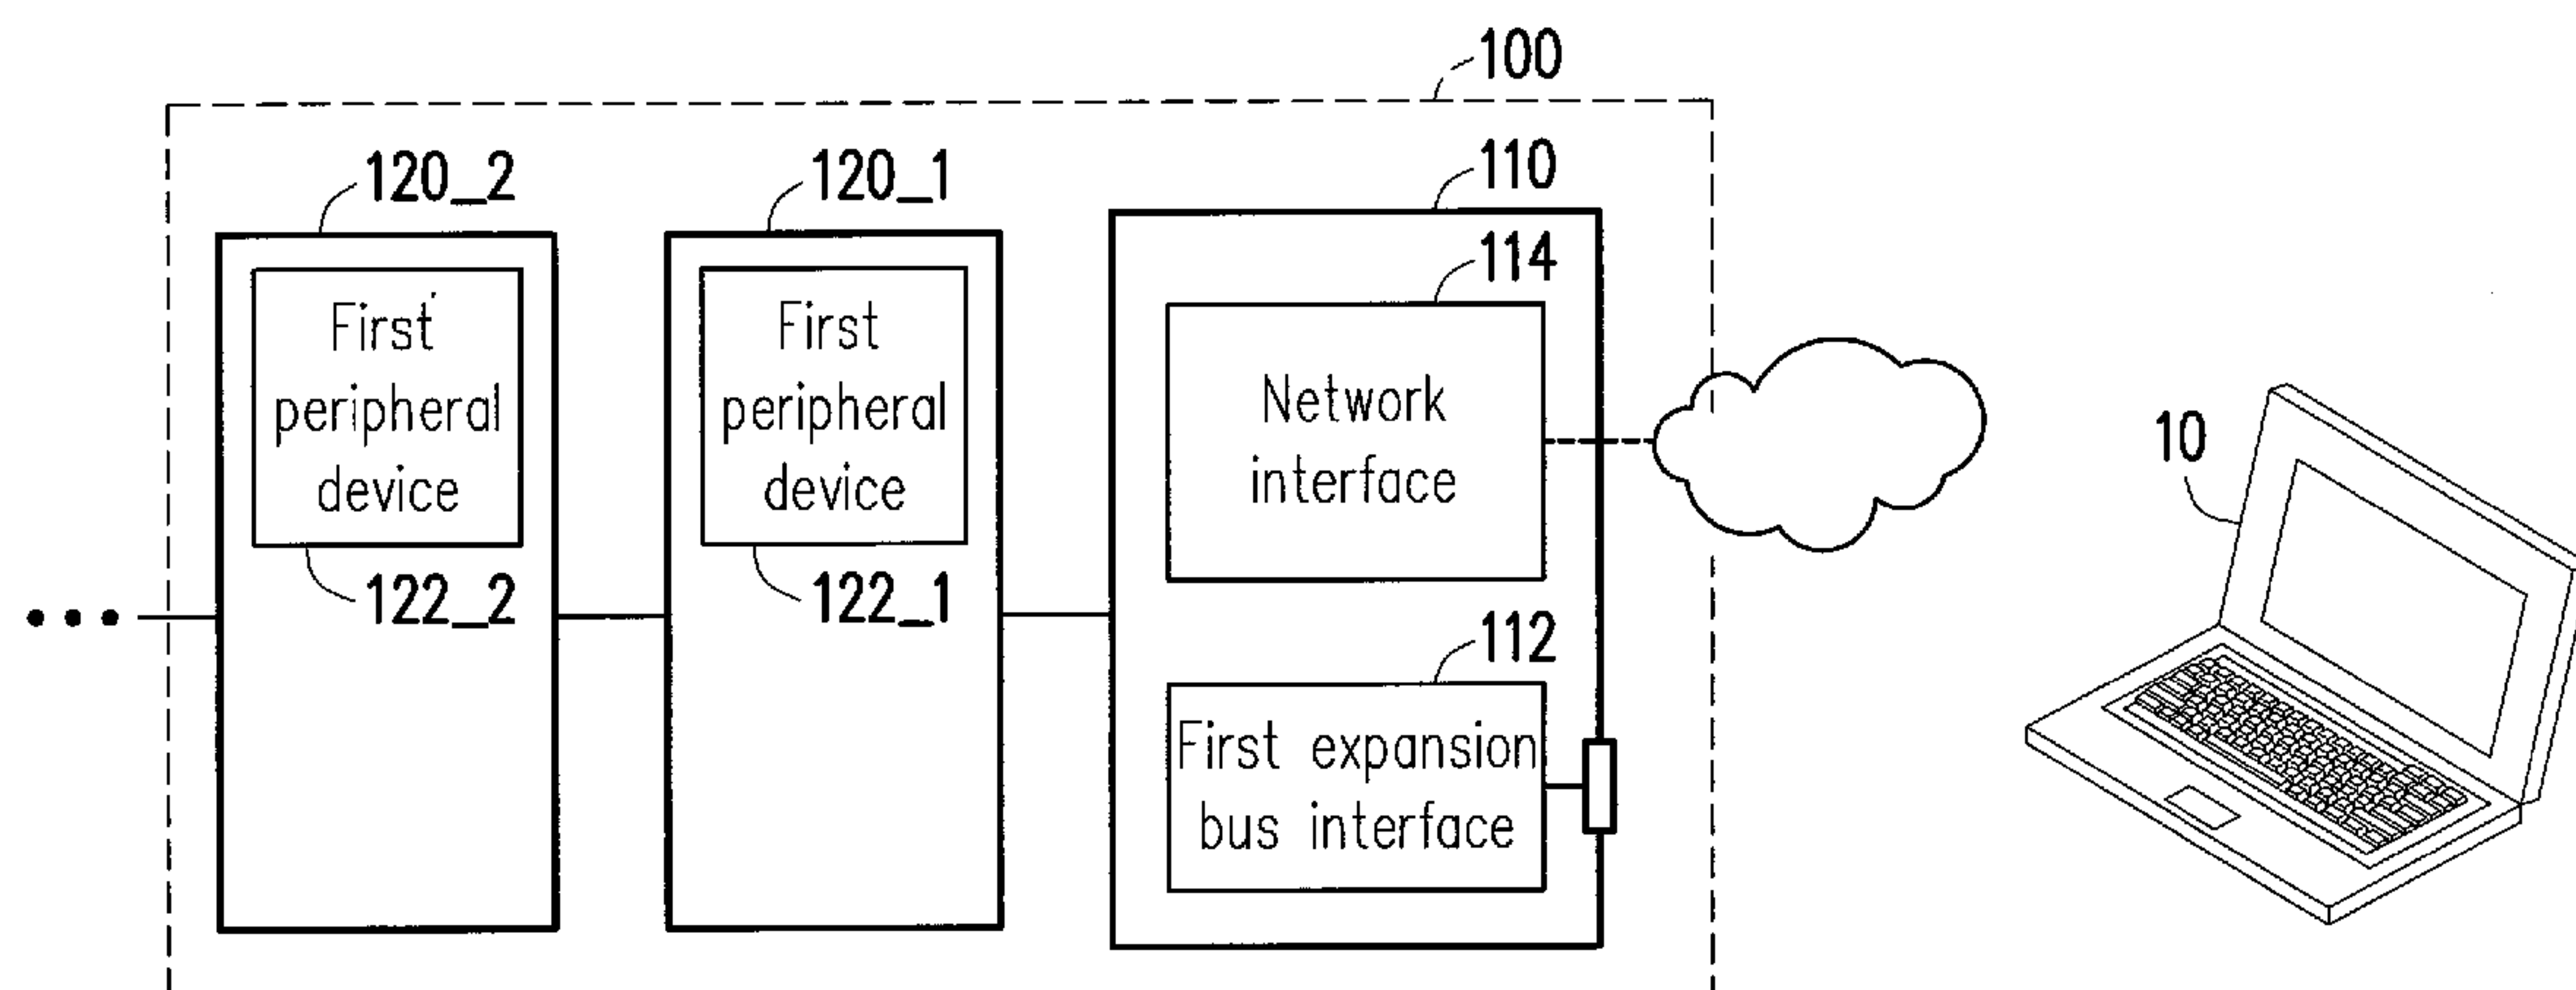 100
120_2
120_1
110
114
First
peripheral
device
First
peripheral
device
Network
interface
10
122_2
122_1
112
First expansion
bus interface